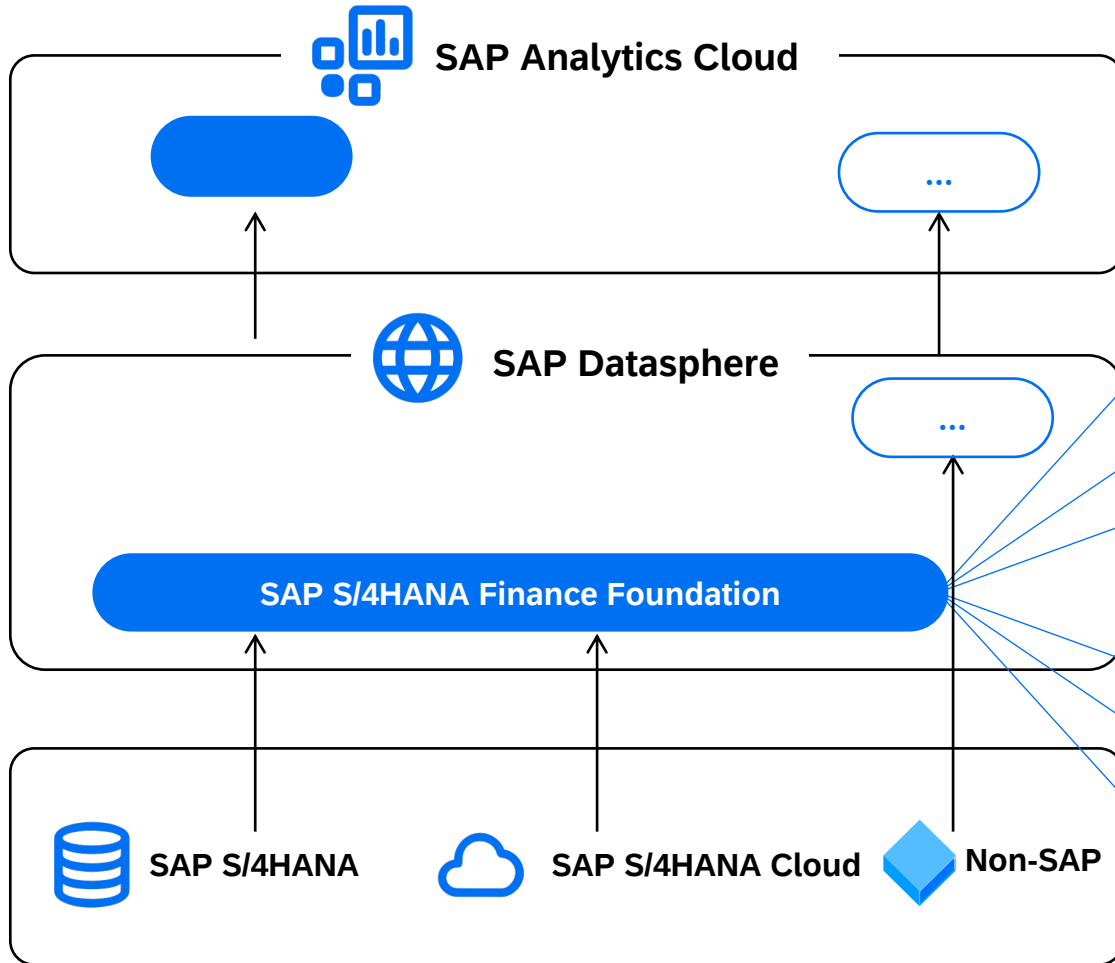 SAP Analytics Cloud
...
SAP Datasphere
...
SAP S/4HANA Finance Foundation
SAP S/4HANA
SAP S/4HANA Cloud
Non-SAP